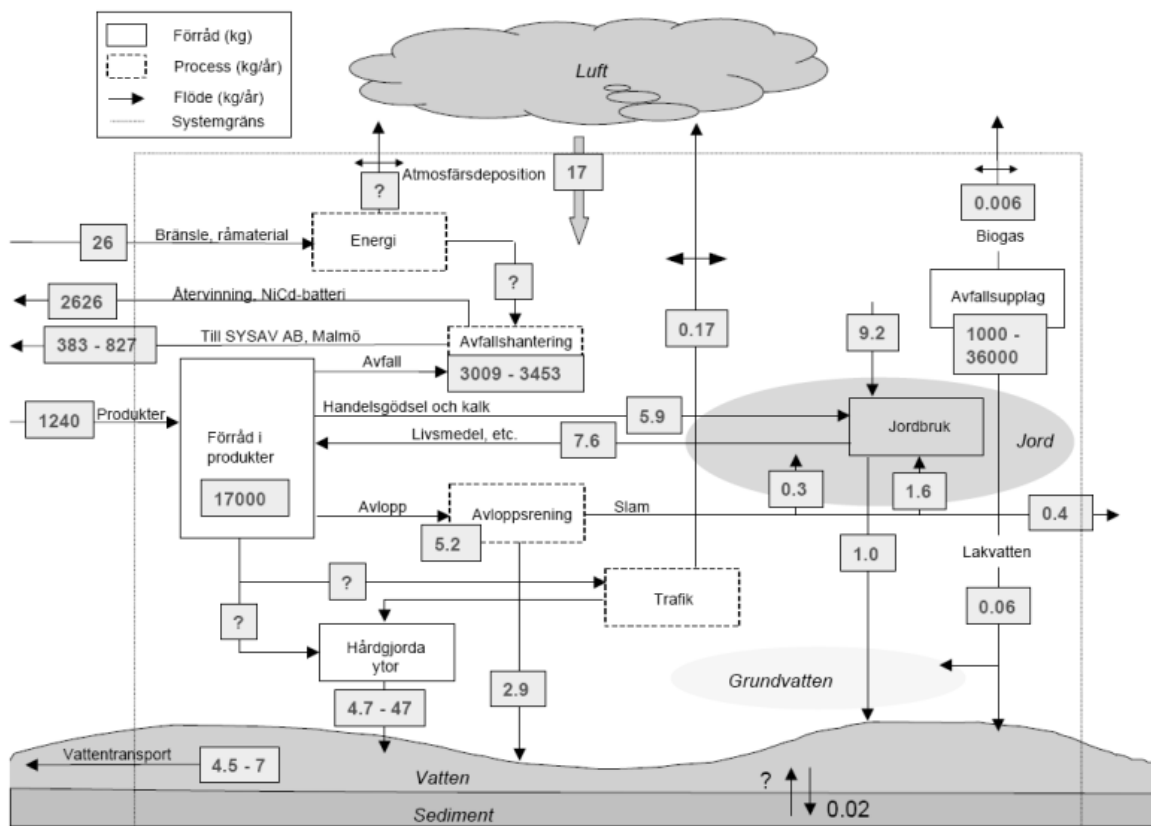 Förråd (kg)
Process (kg/år)
Flöde (kg/år)
Systemgräns
Luft
Atmosfärsdeposition
17
?
0.006
Biogas
26
Bränsle, råmaterial
Energi
?
2626
Återvinning, NiCd-batteri
Avfallsupplag
1000 -
36000
383 - 827
Till SYSAV AB, Malmö
Avfallshantering
3009 - 3453
0.17
9.2
Avfall
1240
Produkter
Förråd i
produkter
17000
Handelsgödsel och kalk
5.9
Livsmedel, etc.
7.6
Jordbruk
Jord
0.3
1.6
Avlopp
Avloppsrening
5.2
Slam
0.4
1.0
Lakvatten
0.06
?
Trafik
?
Hårdgjorda
ytor
4.7 - 47
2.9
Grundvatten
Vattentransport
4.5 - 7
Vatten
?
0.02
Sediment